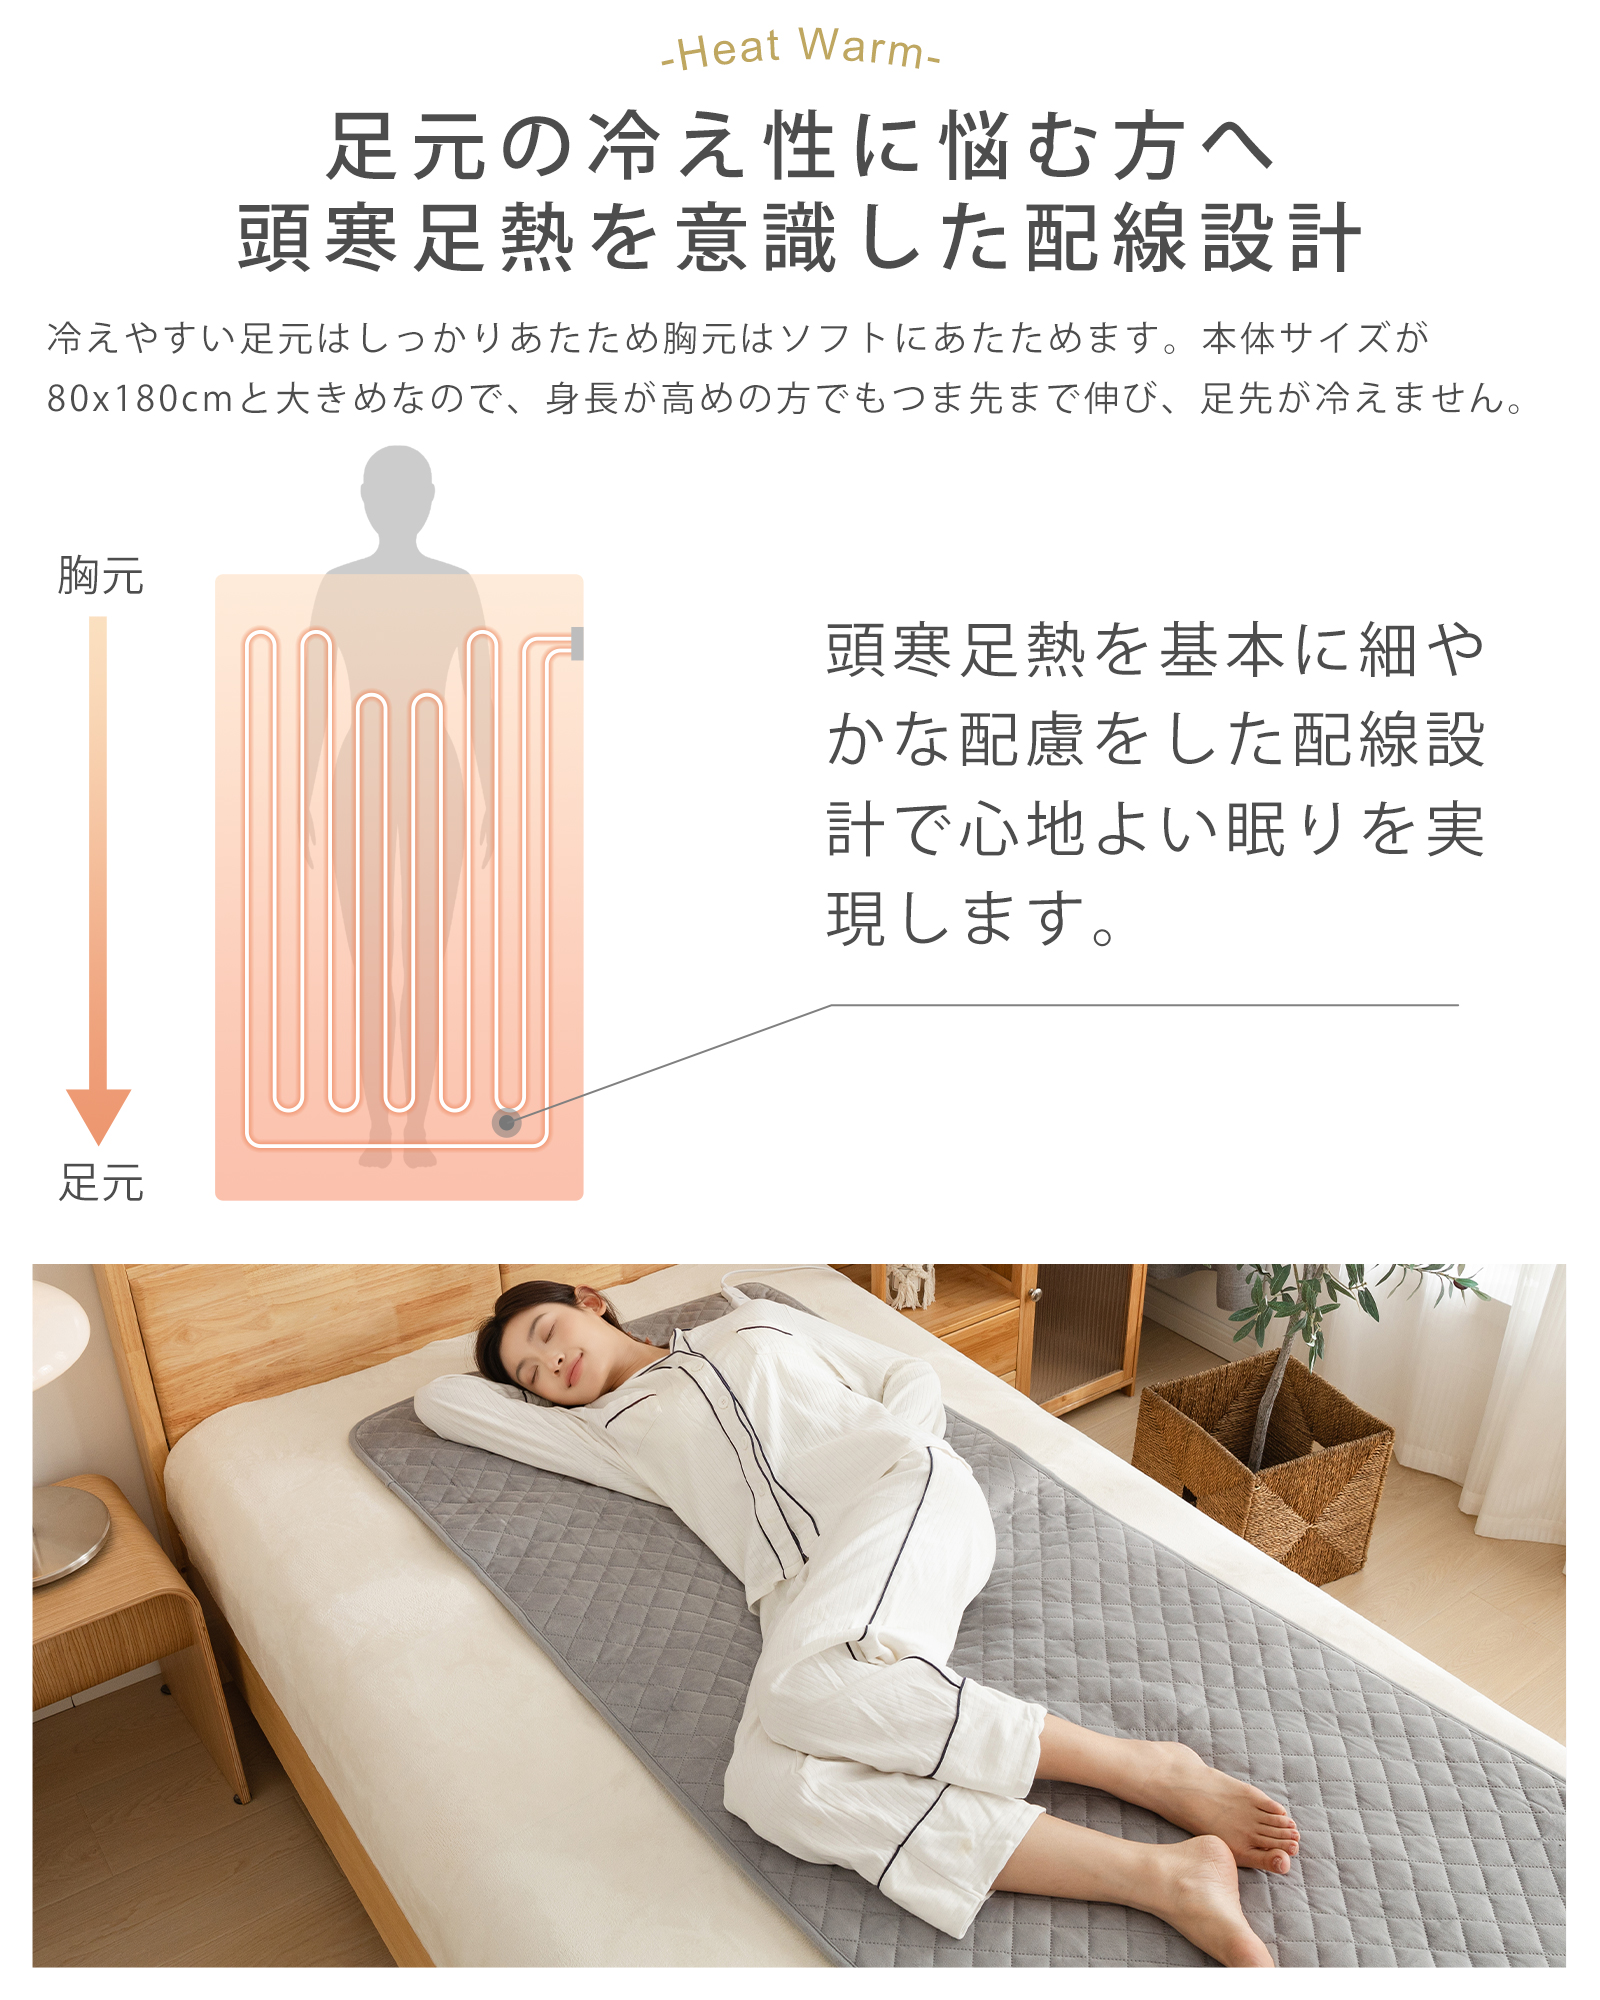 -Heat Warm-
足元の冷え性に悩む方へ
頭寒足熱を意識した配線設計
冷えやすい足元はしっかりあたため胸元はソフトにあたためます。本体サイズが
80x180cmと大きめなので、身長が高めの方でもつま先まで伸び、足先が冷えません。
胸元
頭寒足熱を基本に細や
かな配慮をした配線設
計で心地よい眠りを実
現します。
足元